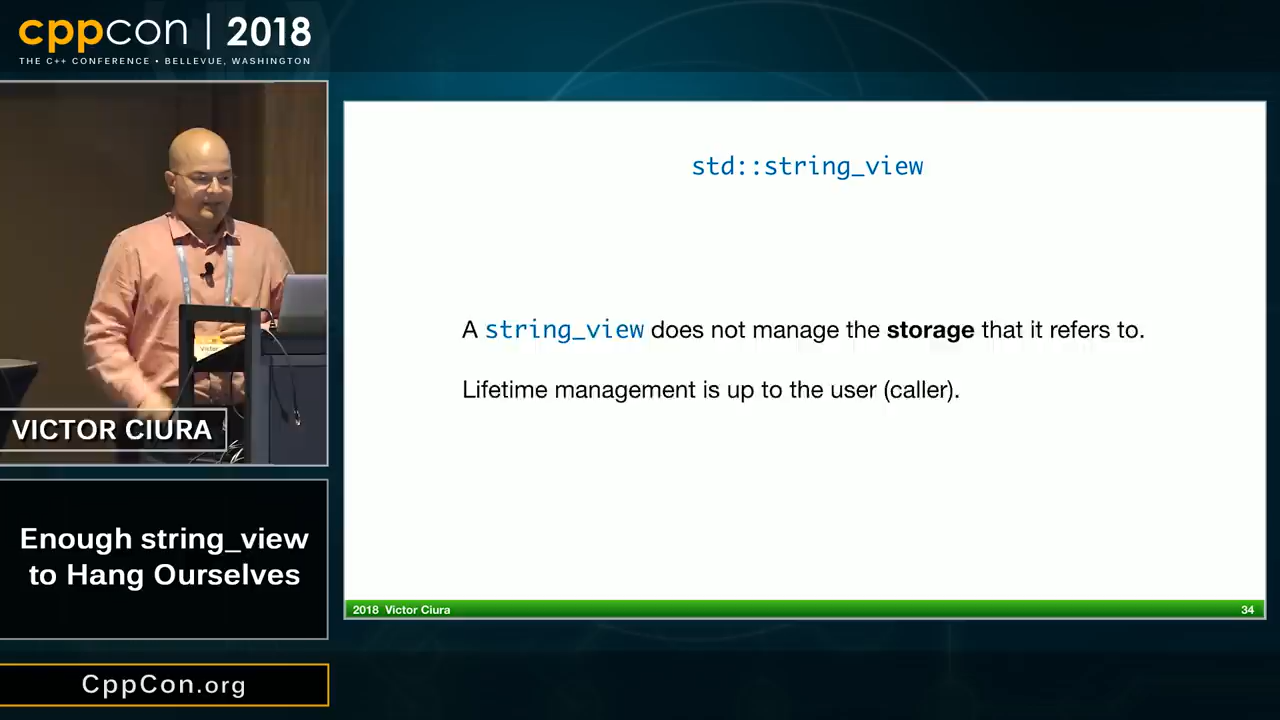 cppcon | 2018
THE C++ CONFERENCE • BELLEVUE, WASHINGTON
std::string_view
A string_view does not manage the storage that it refers to.
Lifetime management is up to the user (caller).
2018 Victor Ciura
34
Victor
VICTOR CIURA
Enough string_view
to Hang Ourselves
CppCon.org